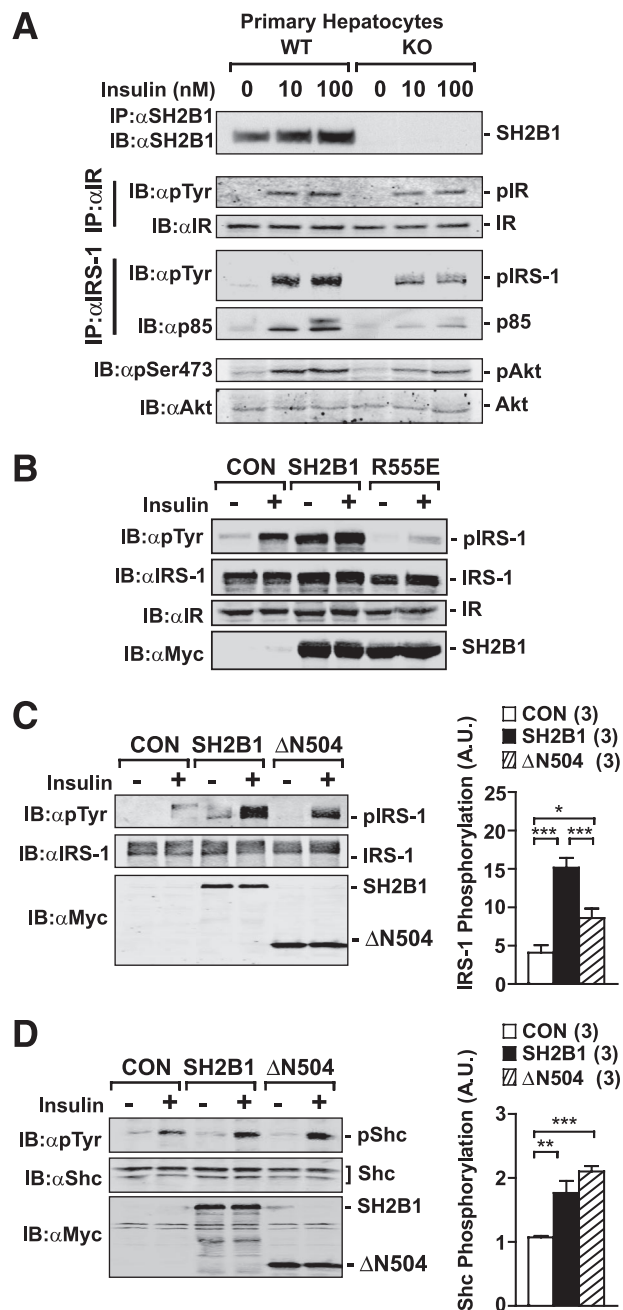 A
Primary Hepatocytes
WT KO
Insulin (nM) 0 10 100 0 10 100
IP:αSH2B1
IB:αSH2B1
- SH2B1
IP:αIR
IB:αpTyr - pIR
IB:αIR - IR
IP:αIRS-1
IB:αpTyr - pIRS-1
IB:αp85 - p85
IB:αpSer473 - pAkt
IB:αAkt - Akt
B
CON SH2B1 R555E
Insulin - + - + - +
IB:αpTyr - pIRS-1
IB:αIRS-1 - IRS-1
IB:αIR - IR
IB:αMyc - SH2B1
C
CON SH2B1 ΔN504
Insulin - + - + - +
IB:αpTyr - pIRS-1
IB:αIRS-1 - IRS-1
IB:αMyc
- SH2B1
- ΔN504
CON (3)
SH2B1 (3)
ΔN504 (3)
IRS-1 Phosphorylation (A.U.)
25
20
15
10
5
0
*
*** ***
D
CON SH2B1 ΔN504
Insulin - + - + - +
IB:αpTyr - pShc
IB:αShc ] Shc
IB:αMyc
- SH2B1
- ΔN504
CON (3)
SH2B1 (3)
ΔN504 (3)
Shc Phosphorylation (A.U.)
3
2
1
0
***
**